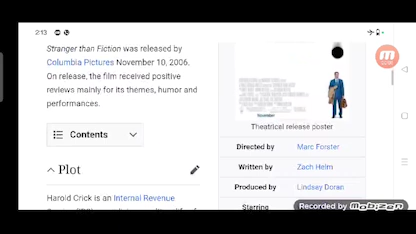 2:13
Stranger than Fiction was released by
Columbia Pictures November 10, 2006.
On release, the film received positive
reviews mainly for its themes, humor and
performances.
Contents
Plot
Harold Crick is an Internal Revenue
Theatrical release poster
Directed by Marc Forster
Written by Zach Helm
Produced by Lindsey Doran
Starring
Recorded by mobizen